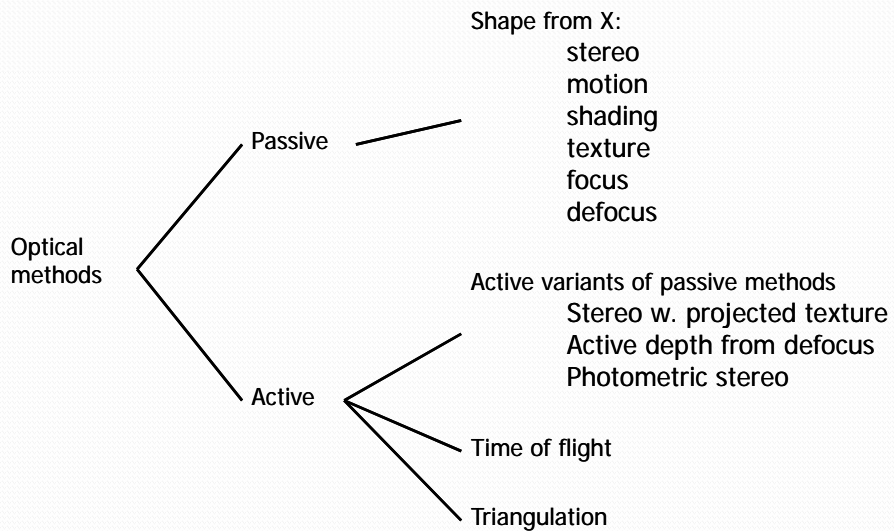 Shape from X:
stereo
motion
shading
texture
focus
defocus
Passive
Optical
methods
Active variants of passive methods
Stereo w. projected texture
Active depth from defocus
Photometric stereo
Active
Time of flight
Triangulation